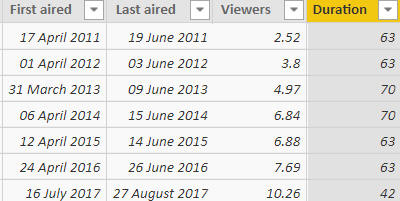 First aired Last aired Viewers Duration
17 April 2011 19 June 2011 2.52 63
01 April 2012 03 June 2012 3.8 63
31 March 2013 09 June 2013 4.97 70
06 April 2014 15 June 2014 6.84 70
12 April 2015 14 June 2015 6.88 63
24 April 2016 26 June 2016 7.69 63
16 July 2017 27 August 2017 10.26 42